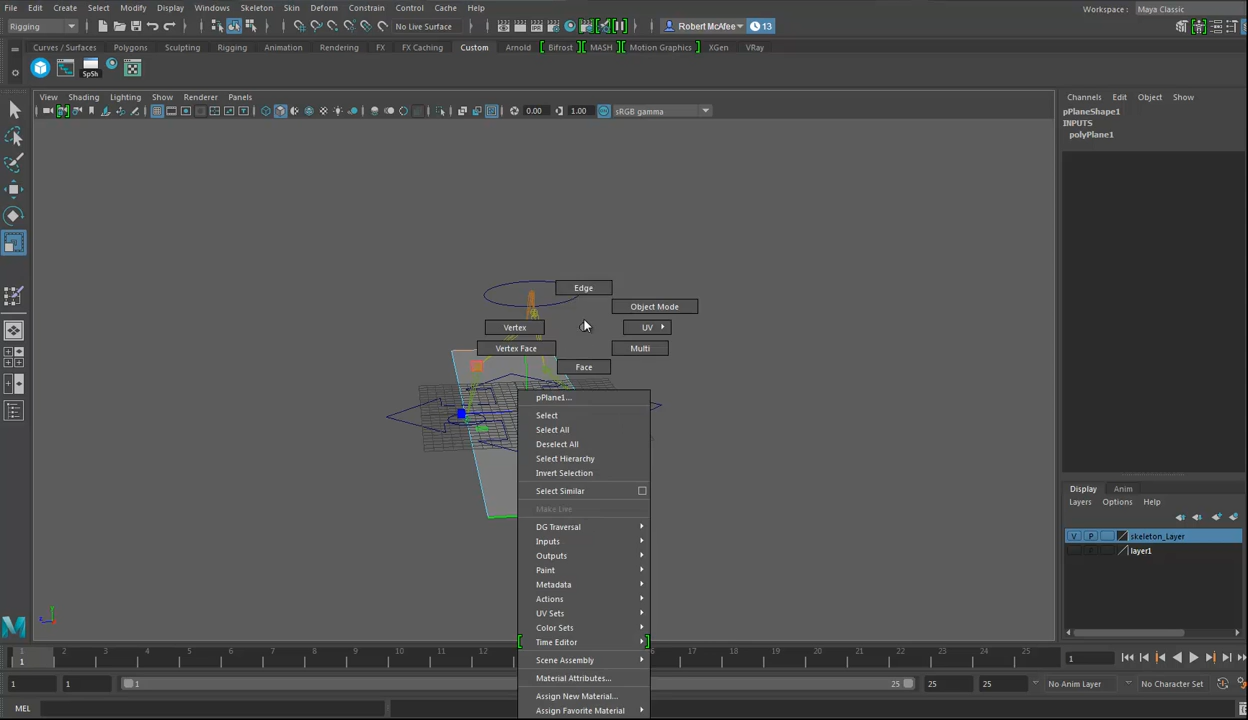 File Edit Create Select Modify Display Windows Skeleton Skin Deform Constrain Control Cache Help
Workspace : Maya Classic
Rigging No Live Surface Robert McAfee 13
Curves / Surfaces Polygons Sculpting Rigging Animation Rendering FX FX Caching Custom Arnold Bifrost MASH Motion Graphics XGen VRay
SpSh
View Shading Lighting Show Renderer Panels
0.00 1.00 sRGB gamma
Channels Edit Object Show
pPlaneShape1
INPUTS
polyPlane1
Edge
Object Mode
Vertex UV
Vertex Face Multi
Face
pPlane1...
Select
Select All
Deselect All
Select Hierarchy
Invert Selection
Select Similar
Make Live
DG Traversal
Inputs
Outputs
Paint
Metadata
Actions
UV Sets
Color Sets
Time Editor
Scene Assembly
Material Attributes...
Assign New Material...
Assign Favorite Material
Display Anim
Layers Options Help
V P skeleton_Layer
layer1
1 2 3 4 5 6 7 8 9 10 11 12 17 18 19 20 21 22 23 24 25
1 1
1 1 1 25 25 25 No Anim Layer No Character Set
MEL